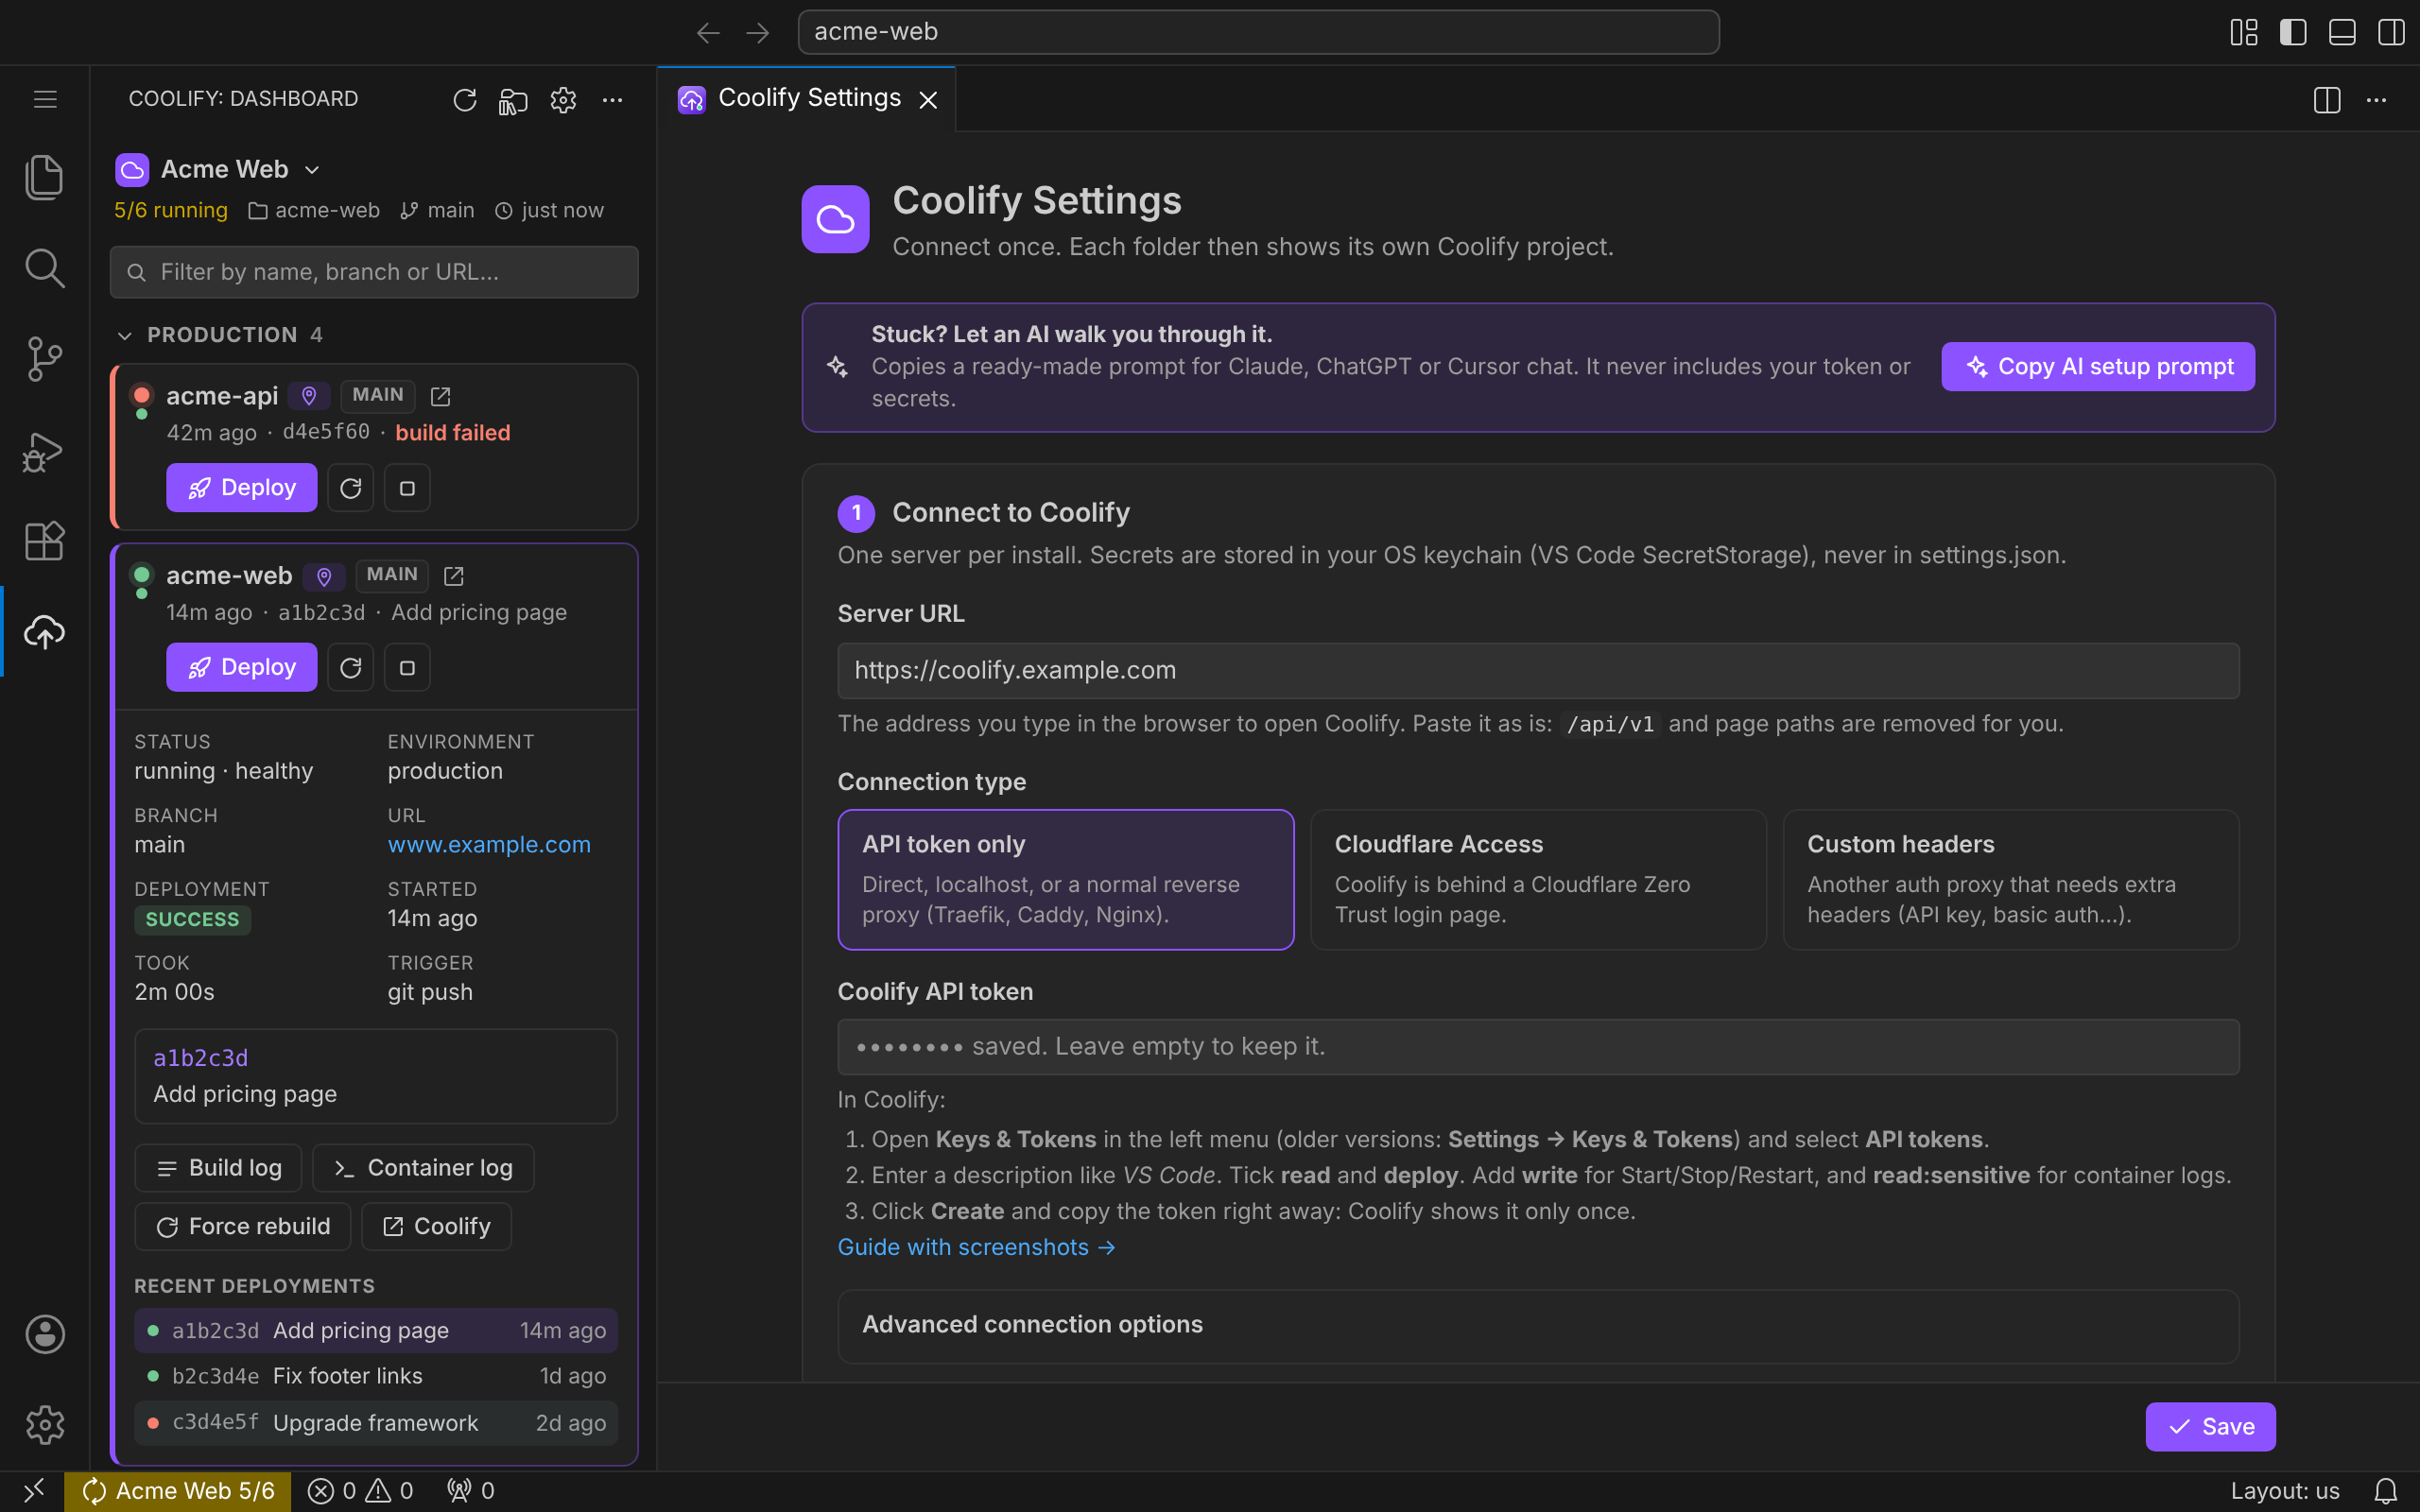 acme-web
COOLIFY: DASHBOARD
Acme Web
5/6 running acme-web main just now
Filter by name, branch or URL...
PRODUCTION 4
acme-api MAIN
42m ago · d4e5f60 · build failed
Deploy
acme-web MAIN
14m ago · a1b2c3d · Add pricing page
Deploy
STATUS ENVIRONMENT
running · healthy production
BRANCH URL
main www.example.com
DEPLOYMENT STARTED
SUCCESS 14m ago
TOOK TRIGGER
2m 00s git push
a1b2c3d
Add pricing page
Build log Container log
Force rebuild Coolify
RECENT DEPLOYMENTS
a1b2c3d Add pricing page 14m ago
b2c3d4e Fix footer links 1d ago
c3d4e5f Upgrade framework 2d ago
Coolify Settings
Coolify Settings
Connect once. Each folder then shows its own Coolify project.
Stuck? Let an AI walk you through it.
Copies a ready-made prompt for Claude, ChatGPT or Cursor chat. It never includes your token or
secrets.
Copy AI setup prompt
1 Connect to Coolify
One server per install. Secrets are stored in your OS keychain (VS Code SecretStorage), never in settings.json.
Server URL
https://coolify.example.com
The address you type in the browser to open Coolify. Paste it as is: /api/v1 and page paths are removed for you.
Connection type
API token only
Direct, localhost, or a normal reverse
proxy (Traefik, Caddy, Nginx).
Cloudflare Access
Coolify is behind a Cloudflare Zero
Trust login page.
Custom headers
Another auth proxy that needs extra
headers (API key, basic auth...).
Coolify API token
•••••••• saved. Leave empty to keep it.
In Coolify:
1. Open Keys & Tokens in the left menu (older versions: Settings → Keys & Tokens) and select API tokens.
2. Enter a description like VS Code. Tick read and deploy. Add write for Start/Stop/Restart, and read:sensitive for container logs.
3. Click Create and copy the token right away: Coolify shows it only once.
Guide with screenshots →
Advanced connection options
Save
Acme Web 5/6 0 0 0
Layout: us